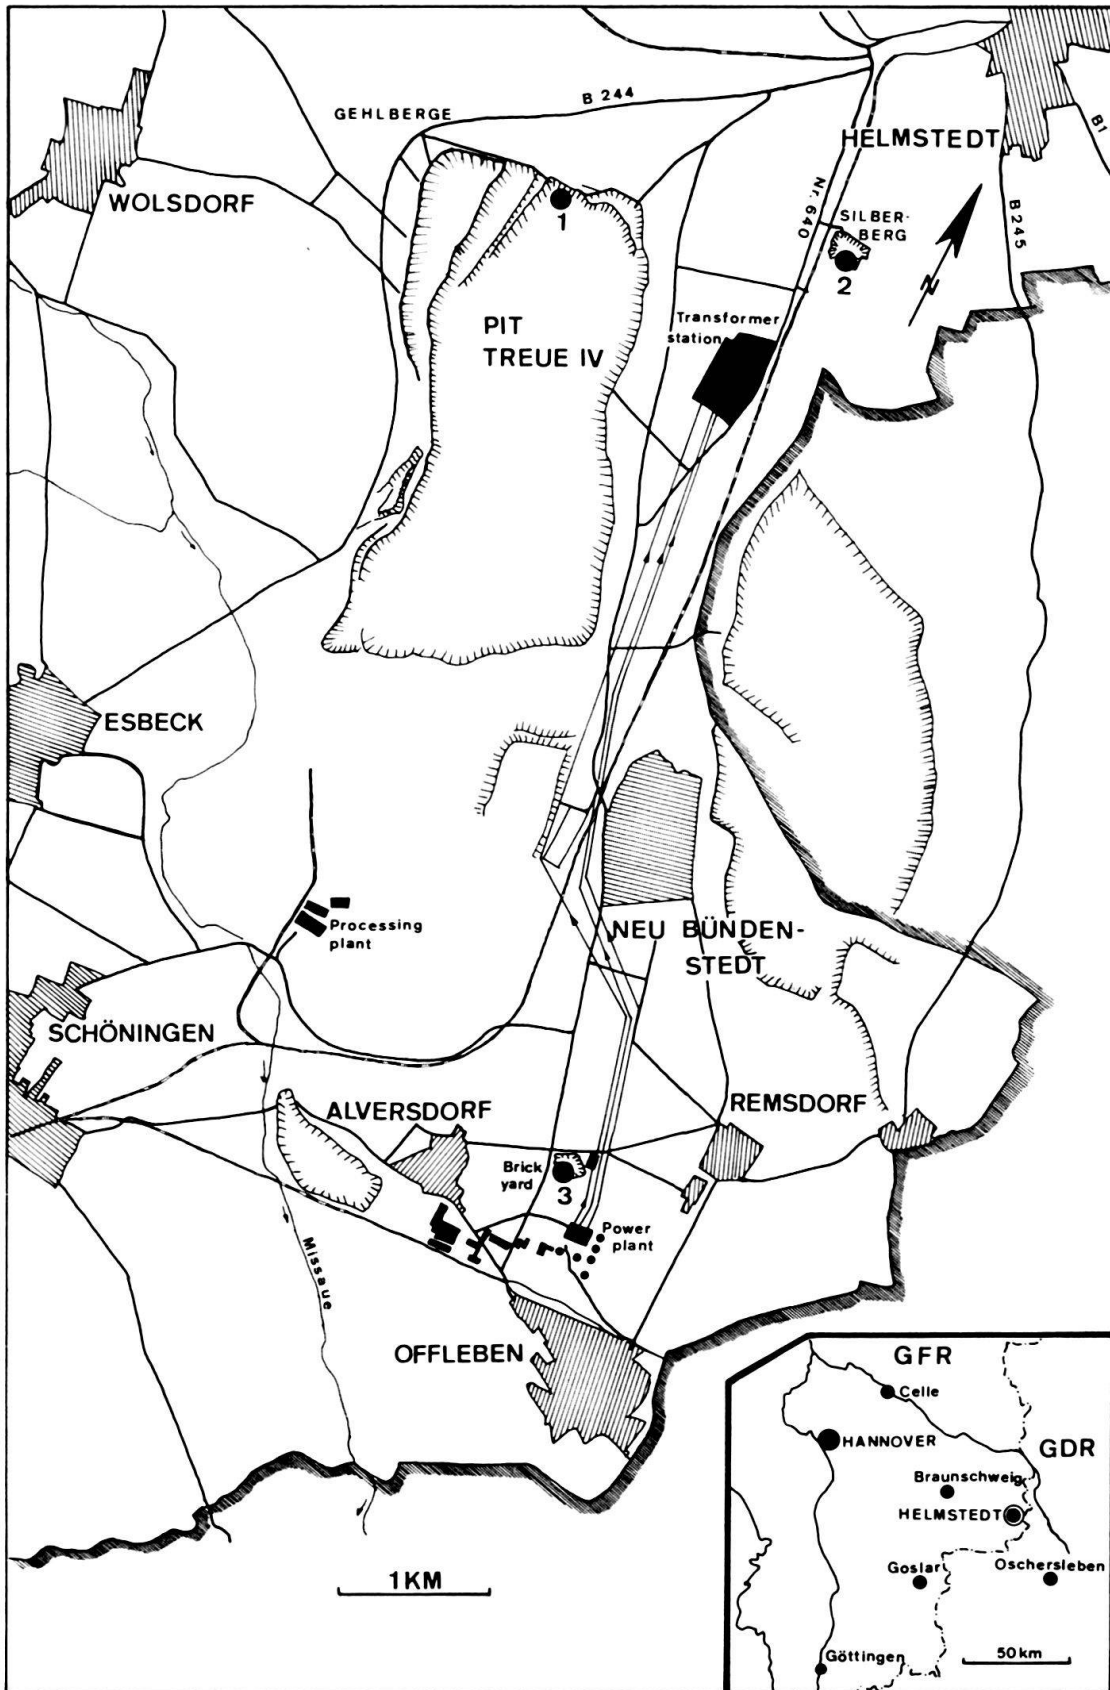 B 244
GEHLBERGE
HELMSTEDT
B1
WOLSDORF
1
Nr. 640
SILBER-
BERG
B 245
2
N
PIT
TREUE IV
Transformer
station
ESBECK
Processing
plant
NEU BÜNDEN-
STEDT
SCHÖNINGEN
ALVERSDORF
REMSDORF
Brick
yard
3
Power
plant
Missaue
OFFLEBEN
1KM
GFR
Celle
HANNOVER
GDR
Braunschweig
HELMSTEDT
Goslar
Oschersleben
Göttingen
50km